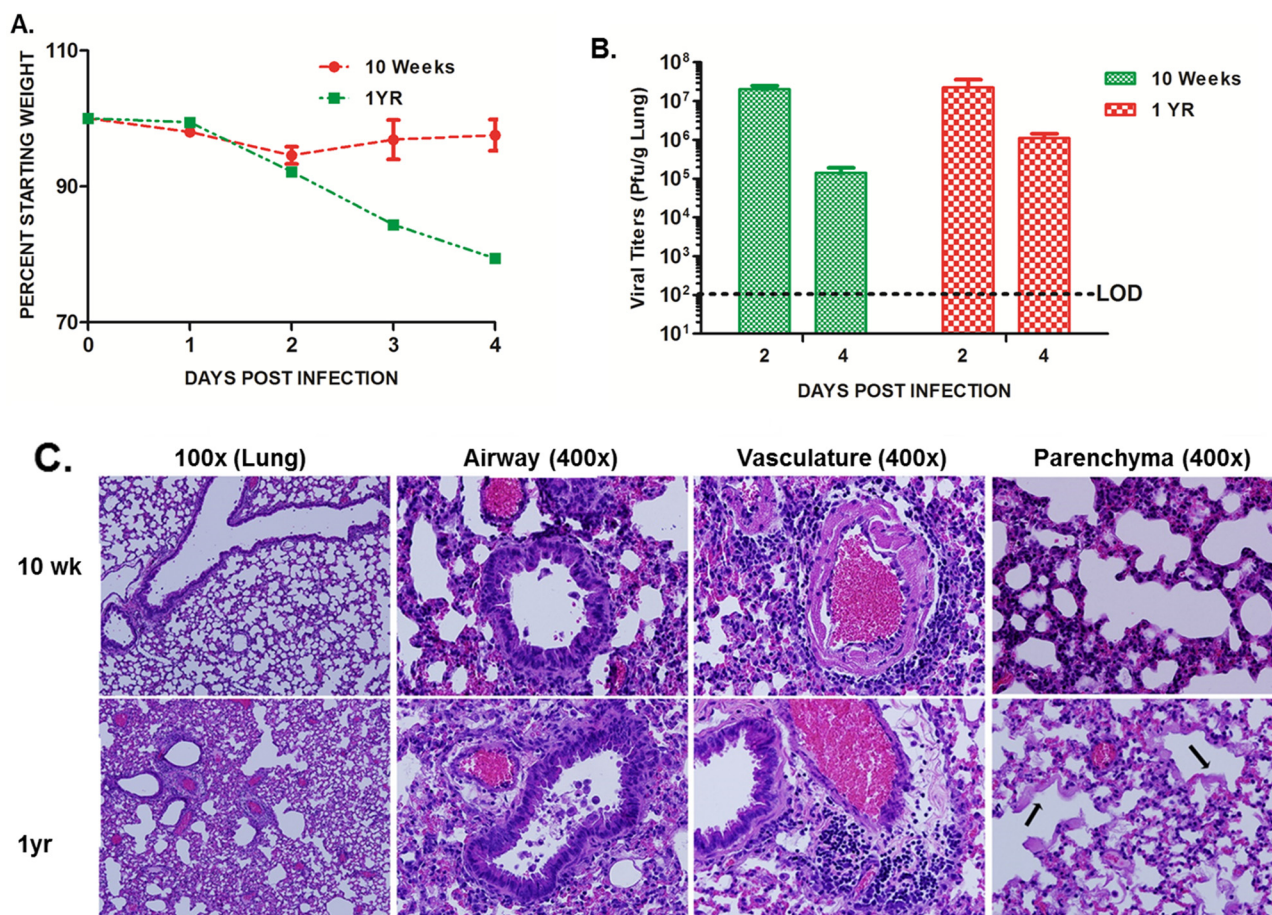 A.
110
90
70
PERCENT STARTING WEIGHT
10 Weeks
1YR
0 1 2 3 4
DAYS POST INFECTION
B.
10⁸
10⁷
10⁶
10⁵
10⁴
10³
10²
10¹
Viral Titers (Pfu/g Lung)
10 Weeks
1 YR
LOD
2 4 2 4
DAYS POST INFECTION
C.
100x (Lung) Airway (400x) Vasculature (400x) Parenchyma (400x)
10 wk
1yr